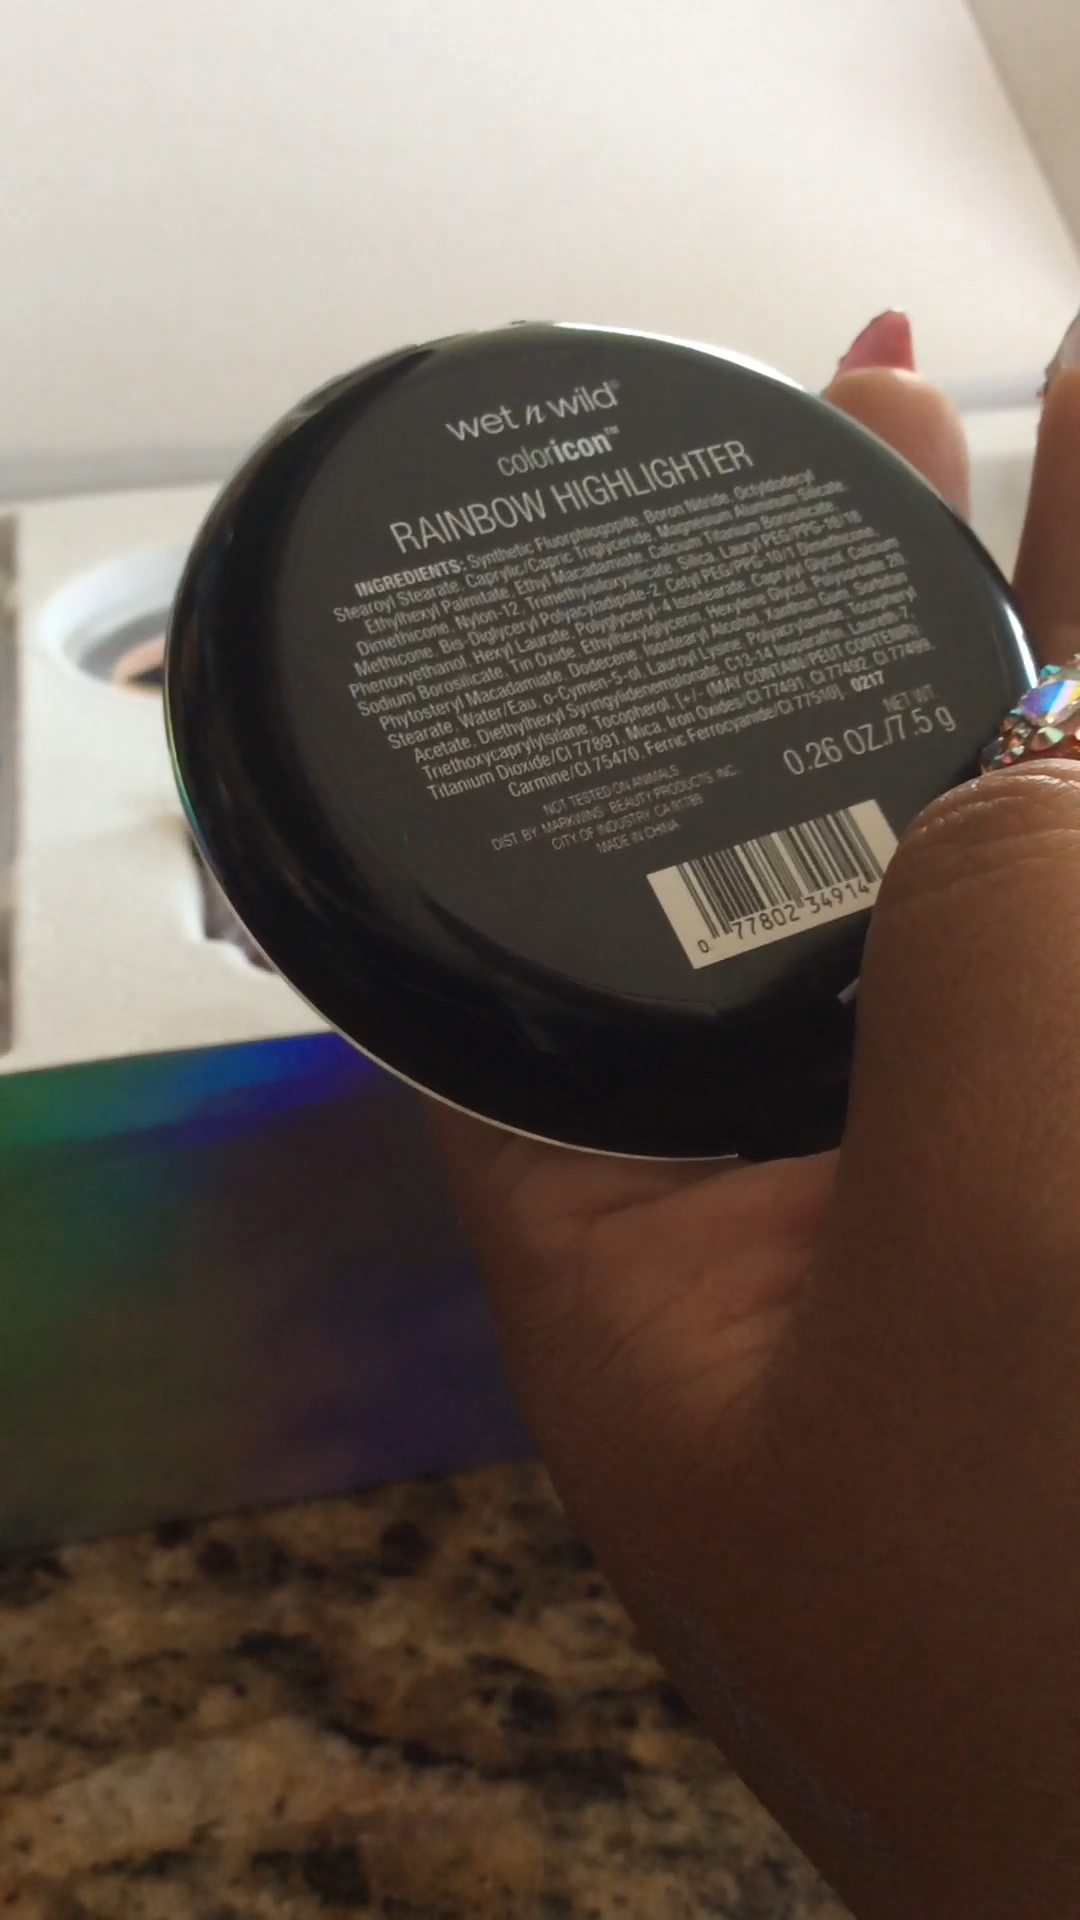 wet n wild®
coloricon™
RAINBOW HIGHLIGHTER
INGREDIENTS: Synthetic Fluorphlogopite, Boron Nitride, Octyldodecyl
Stearoyl Stearate, Caprylic/Capric Triglyceride, Magnesium Aluminum Silicate,
Ethylhexyl Palmitate, Ethyl Macadamiate, Calcium Titanium Borosilicate,
Dimethicone, Nylon-12, Trimethylsiloxysilicate, Silica, Lauryl PEG/PPG-18/18
Methicone, Bis-Diglyceryl Polyacyladipate-2, Cetyl PEG/PPG-10/1 Dimethicone,
Phenoxyethanol, Hexyl Laurate, Polyglyceryl-4 Isostearate, Caprylyl Glycol, Calcium
Sodium Borosilicate, Tin Oxide, Ethylhexylglycerin, Hexylene Glycol, Polysorbate 20,
Phytosteryl Macadamiate, Dodecene, Isostearyl Alcohol, Xanthan Gum, Sorbitan
Stearate, Water/Eau, o-Cymen-5-ol, Lauroyl Lysine, Polyacrylamide, Tocopheryl
Acetate, Diethylhexyl Syringylidenemalonate, C13-14 Isoparaffin, Laureth-7,
Triethoxycaprylylsilane, Tocopherol, [+/- (MAY CONTAIN/PEUT CONTENIR):
Titanium Dioxide/CI 77891, Mica, Iron Oxides/CI 77491, CI 77492, CI 77499,
Carmine/CI 75470, Ferric Ferrocyanide/CI 77510]. 0217
NET WT.
0.26 OZ./7.5 g
NOT TESTED ON ANIMALS
DIST. BY: MARKWINS BEAUTY PRODUCTS, INC.
CITY OF INDUSTRY, CA 91789
MADE IN CHINA
0 77802 34914